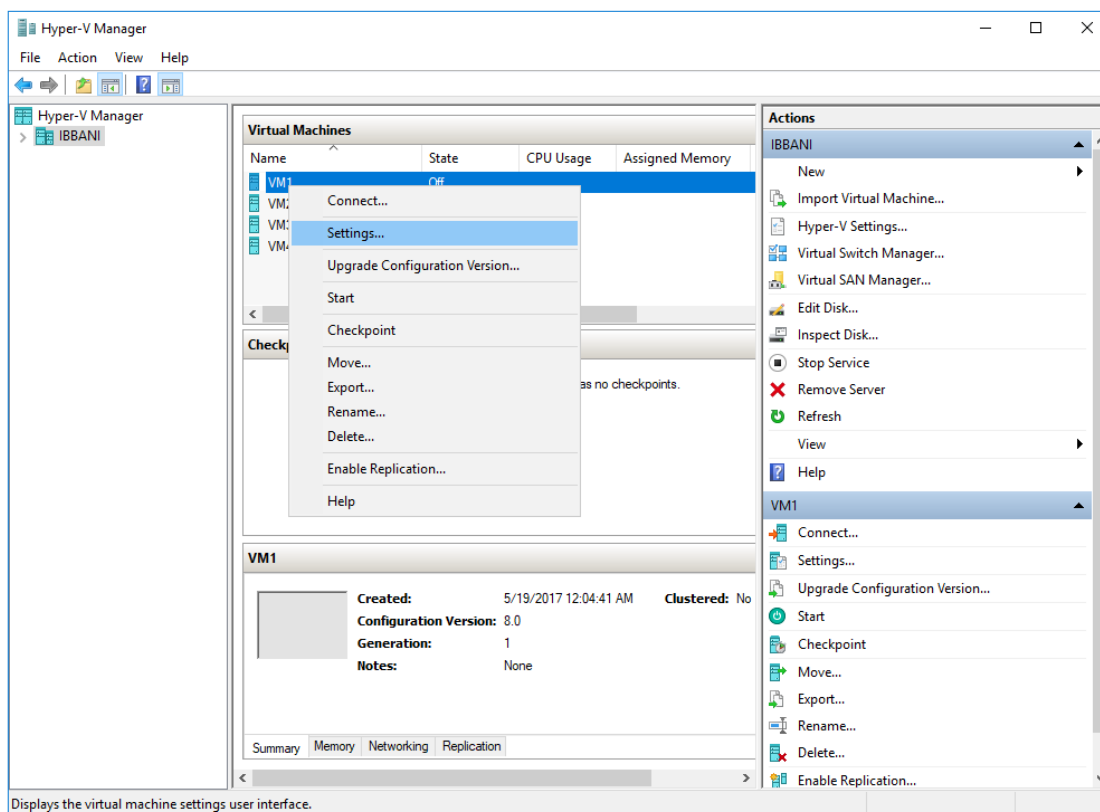 Hyper-V Manager
File Action View Help
Hyper-V Manager
IBBANI
Virtual Machines
Name State CPU Usage Assigned Memory
VM1 Off
VM2
VM3
VM4
Connect...
Settings...
Upgrade Configuration Version...
Start
Checkpoint
Move...
Export...
Rename...
Delete...
Enable Replication...
Help
as no checkpoints.
VM1
Created: 5/19/2017 12:04:41 AM Clustered: No
Configuration Version: 8.0
Generation: 1
Notes: None
Summary Memory Networking Replication
Actions
IBBANI
New
Import Virtual Machine...
Hyper-V Settings...
Virtual Switch Manager...
Virtual SAN Manager...
Edit Disk...
Inspect Disk...
Stop Service
Remove Server
Refresh
View
Help
VM1
Connect...
Settings...
Upgrade Configuration Version...
Start
Checkpoint
Move...
Export...
Rename...
Delete...
Enable Replication...
Displays the virtual machine settings user interface.